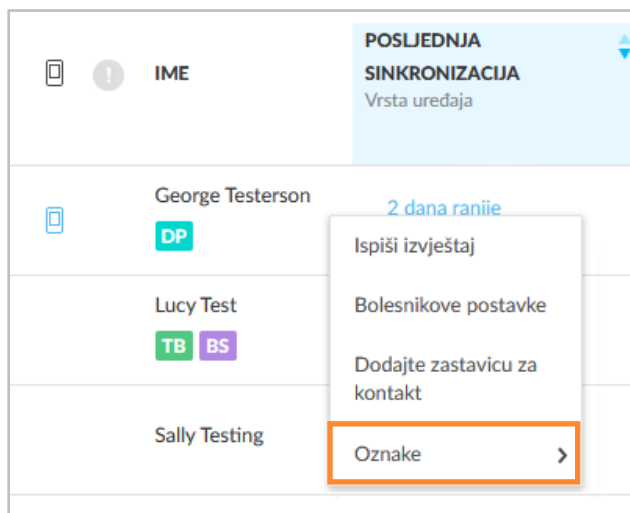 POSLJEDNJA
SINKRONIZACIJA
IME
Vrsta uređaja
George Testerson
2 dana ranije
DP
Ispiši izvještaj
Lucy Test
Bolesnikove postavke
TB BS
Dodajte zastavicu za
kontakt
Sally Testing
Oznake